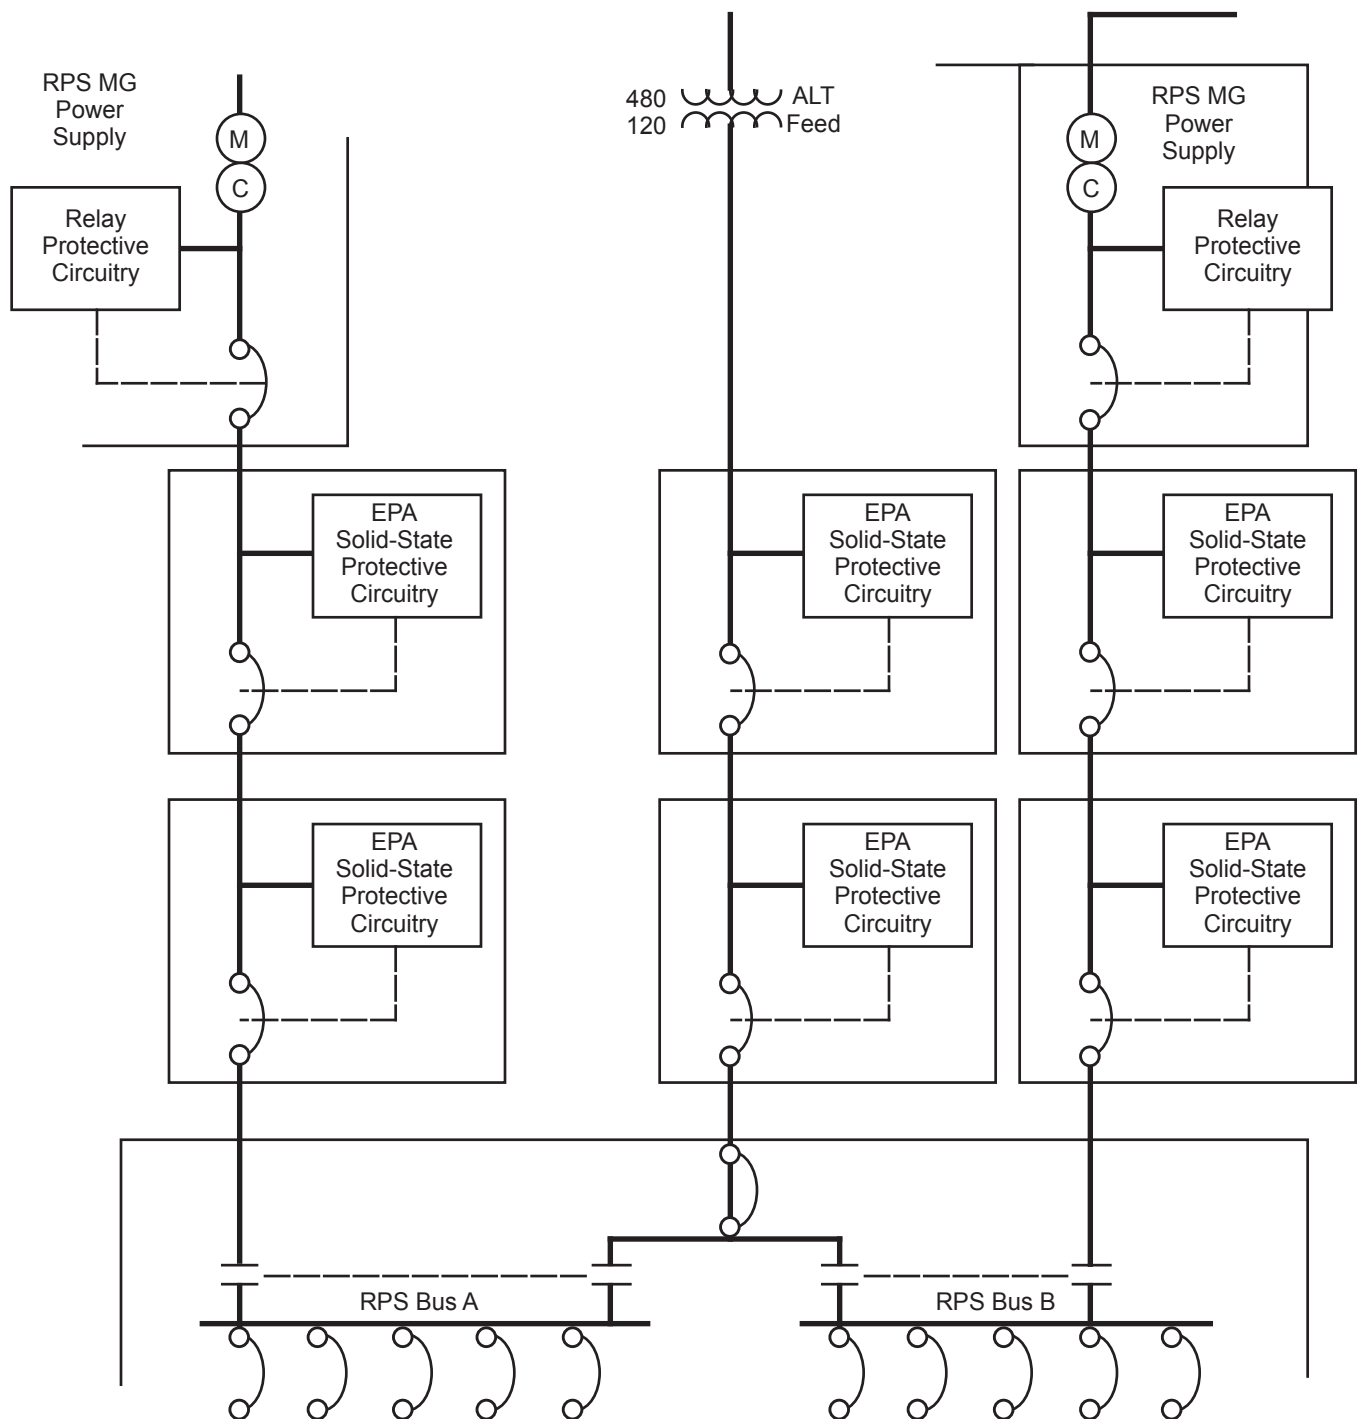 RPS MG
Power
Supply
M
C
Relay
Protective
Circuitry
480
120
ALT
Feed
RPS MG
Power
Supply
M
C
Relay
Protective
Circuitry
EPA
Solid-State
Protective
Circuitry
EPA
Solid-State
Protective
Circuitry
EPA
Solid-State
Protective
Circuitry
EPA
Solid-State
Protective
Circuitry
EPA
Solid-State
Protective
Circuitry
EPA
Solid-State
Protective
Circuitry
RPS Bus A
RPS Bus B